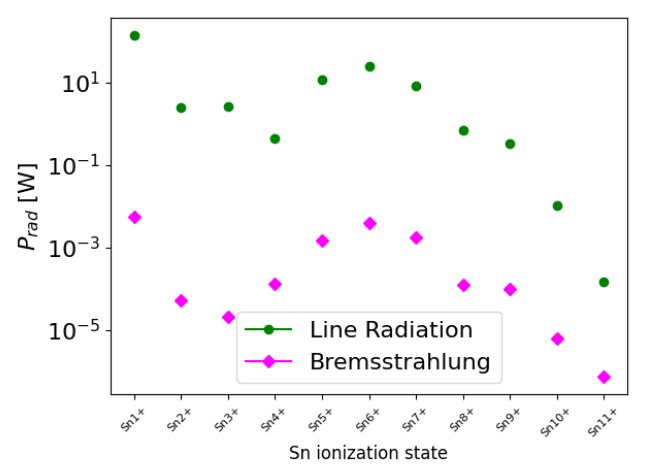 P_rad [W]
10^1
10^-1
10^-3
10^-5
Line Radiation
Bremsstrahlung
Sn1+ Sn2+ Sn3+ Sn4+ Sn5+ Sn6+ Sn7+ Sn8+ Sn9+ Sn10+ Sn11+
Sn ionization state